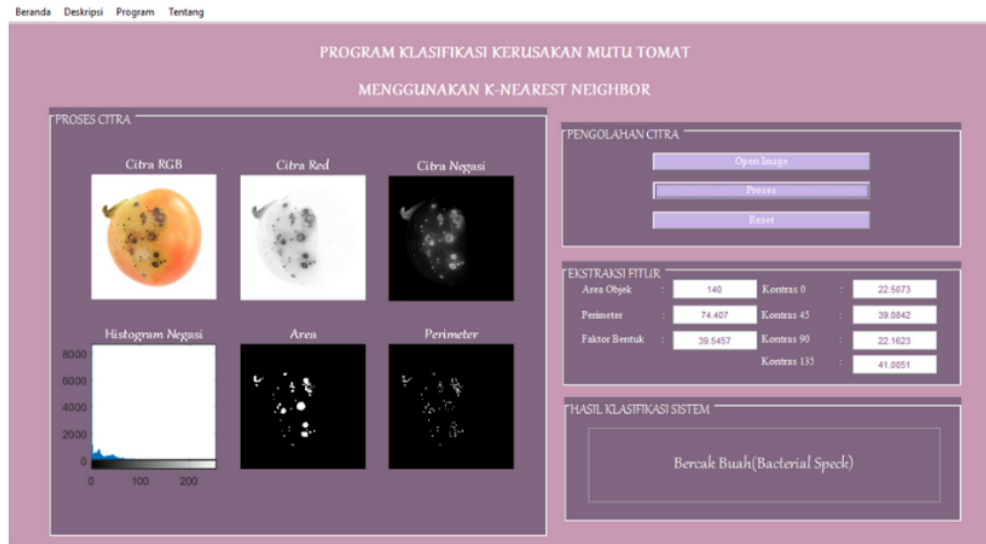 Beranda Deskripsi Program Tentang
PROGRAM KLASIFIKASI KERUSAKAN MUTU TOMAT
MENGGUNAKAN K-NEAREST NEIGHBOR
PROSES CITRA
Citra RGB Citra Red Citra Negasi
Histogram Negasi Area Perimeter
8000
6000
4000
2000
0
0 100 200
PENGOLAHAN CITRA
Open Image
Proses
Reset
EKSTRAKSI FITUR
Area Objek : 140 Kontras 0 : 22.5073
Perimeter : 74.407 Kontras 45 : 39.0842
Faktor Bentuk : 39.5457 Kontras 90 : 22.1623
Kontras 135 : 41.0051
HASIL KLASIFIKASI SISTEM
Bercak Buah(Bacterial Speck)